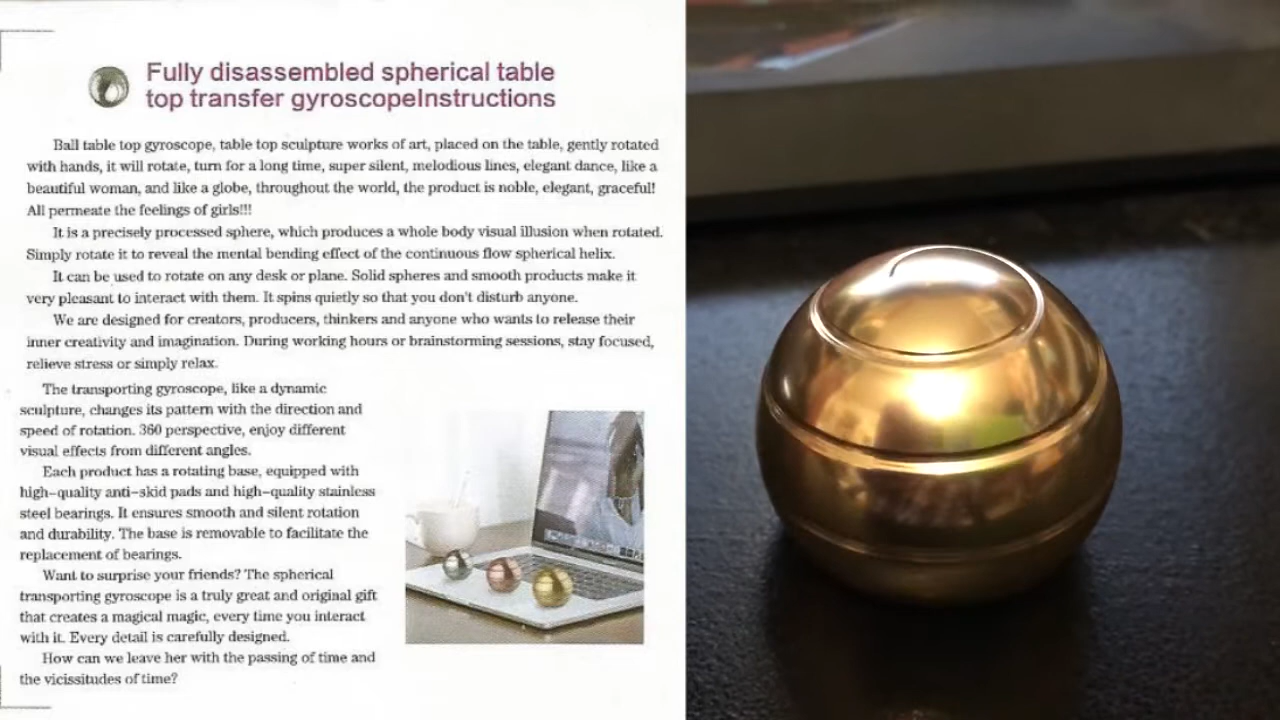 Fully disassembled spherical table
top transfer gyroscopeInstructions
Ball table top gyroscope, table top sculpture works of art, placed on the table, gently rotated
with hands, it will rotate, turn for a long time, super silent, melodious lines, elegant dance, like a
beautiful woman, and like a globe, throughout the world, the product is noble, elegant, graceful!
All permeate the feelings of girls!!!
It is a precisely processed sphere, which produces a whole body visual illusion when rotated.
Simply rotate it to reveal the mental bending effect of the continuous flow spherical helix.
It can be used to rotate on any desk or plane. Solid spheres and smooth products make it
very pleasant to interact with them. It spins quietly so that you don't disturb anyone.
We are designed for creators, producers, thinkers and anyone who wants to release their
inner creativity and imagination. During working hours or brainstorming sessions, stay focused,
relieve stress or simply relax.
The transporting gyroscope, like a dynamic
sculpture, changes its pattern with the direction and
speed of rotation. 360 perspective, enjoy different
visual effects from different angles.
Each product has a rotating base, equipped with
high-quality anti-skid pads and high-quality stainless
steel bearings. It ensures smooth and silent rotation
and durability. The base is removable to facilitate the
replacement of bearings.
Want to surprise your friends? The spherical
transporting gyroscope is a truly great and original gift
that creates a magical magic, every time you interact
with it. Every detail is carefully designed.
How can we leave her with the passing of time and
the vicissitudes of time?